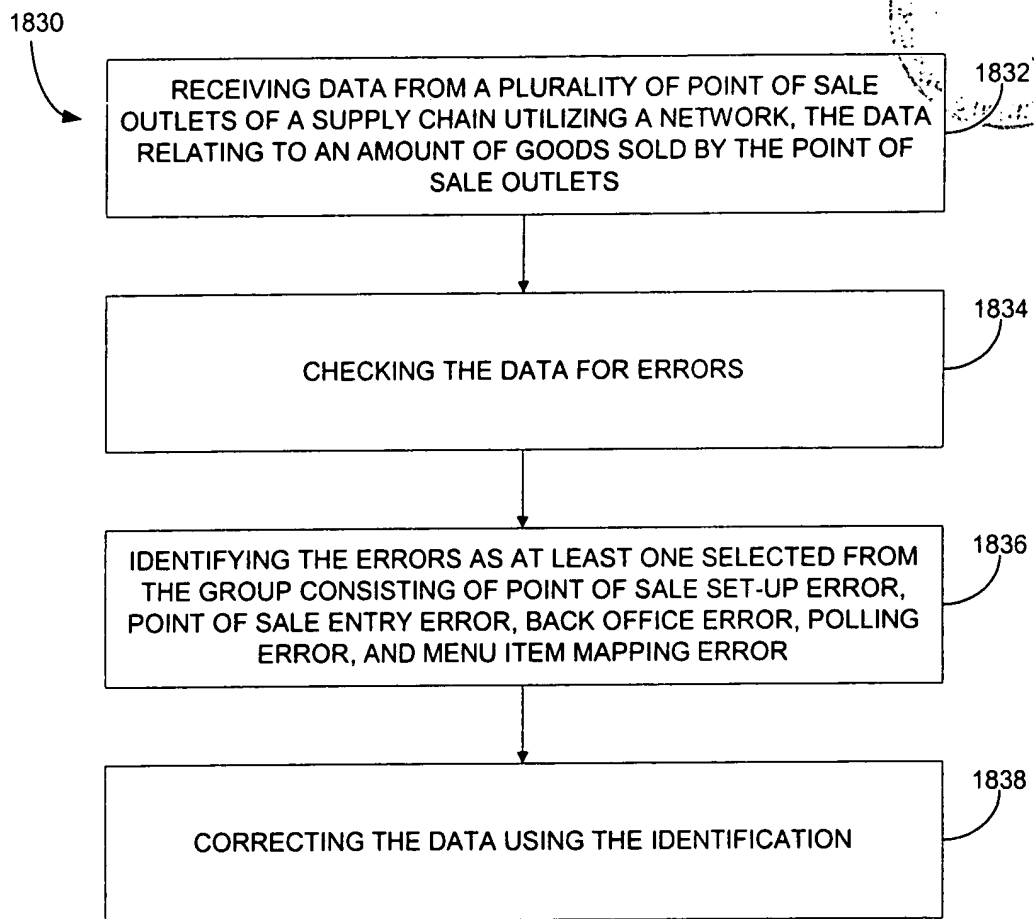 1830
RECEIVING DATA FROM A PLURALITY OF POINT OF SALE
OUTLETS OF A SUPPLY CHAIN UTILIZING A NETWORK, THE DATA
RELATING TO AN AMOUNT OF GOODS SOLD BY THE POINT OF
SALE OUTLETS
1832
CHECKING THE DATA FOR ERRORS
1834
IDENTIFYING THE ERRORS AS AT LEAST ONE SELECTED FROM
THE GROUP CONSISTING OF POINT OF SALE SET-UP ERROR,
POINT OF SALE ENTRY ERROR, BACK OFFICE ERROR, POLLING
ERROR, AND MENU ITEM MAPPING ERROR
1836
CORRECTING THE DATA USING THE IDENTIFICATION
1838